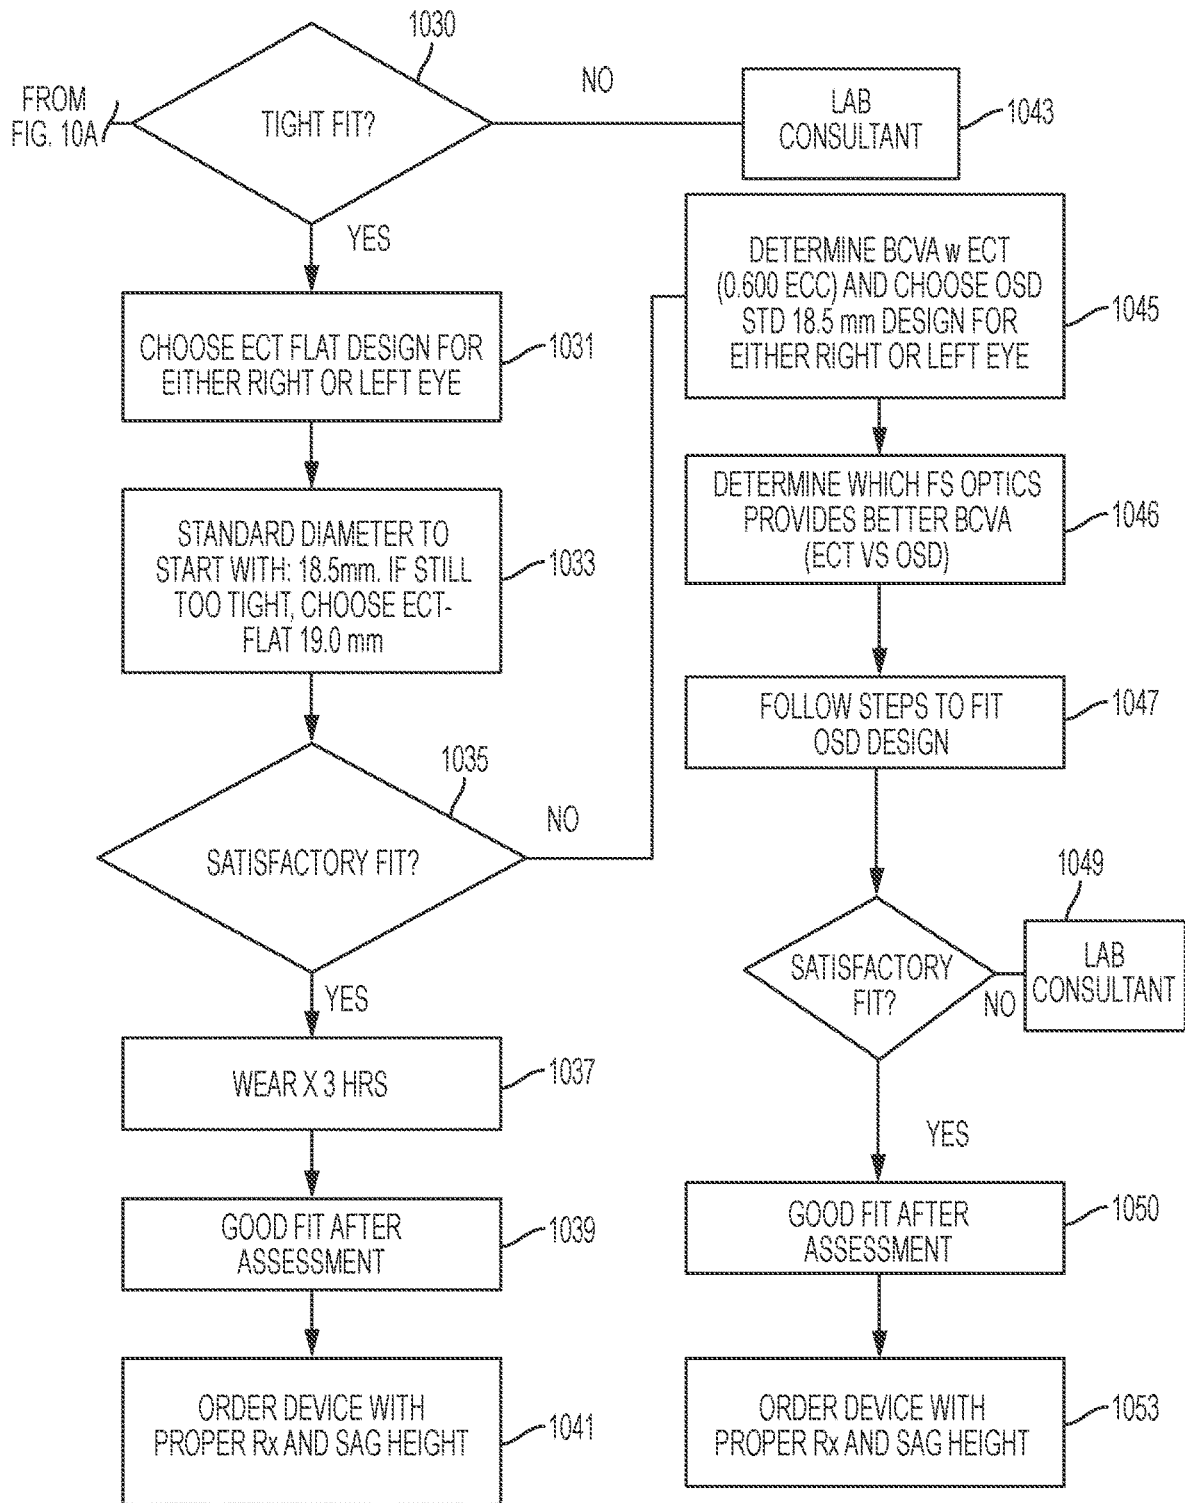 1030
FROM
FIG. 10A
TIGHT FIT?
NO
LAB
CONSULTANT
1043
YES
CHOOSE ECT FLAT DESIGN FOR
EITHER RIGHT OR LEFT EYE
1031
STANDARD DIAMETER TO
START WITH: 18.5mm. IF STILL
TOO TIGHT, CHOOSE ECT-
FLAT 19.0 mm
1033
1035
SATISFACTORY FIT?
NO
YES
WEAR X 3 HRS
1037
GOOD FIT AFTER
ASSESSMENT
1039
ORDER DEVICE WITH
PROPER Rx AND SAG HEIGHT
1041
DETERMINE BCVA w ECT
(0.600 ECC) AND CHOOSE OSD
STD 18.5 mm DESIGN FOR
EITHER RIGHT OR LEFT EYE
1045
DETERMINE WHICH FS OPTICS
PROVIDES BETTER BCVA
(ECT VS OSD)
1046
FOLLOW STEPS TO FIT
OSD DESIGN
1047
SATISFACTORY
FIT?
NO
1049
LAB
CONSULTANT
YES
GOOD FIT AFTER
ASSESSMENT
1050
ORDER DEVICE WITH
PROPER Rx AND SAG HEIGHT
1053